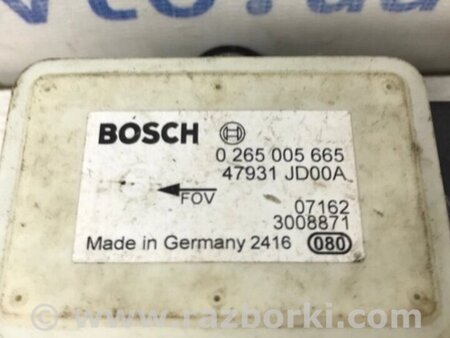 BOSCH
0 265 005 665
47931 JD00A
FOV
07162
3008871
Made in Germany 2416 080
www.razborki.com